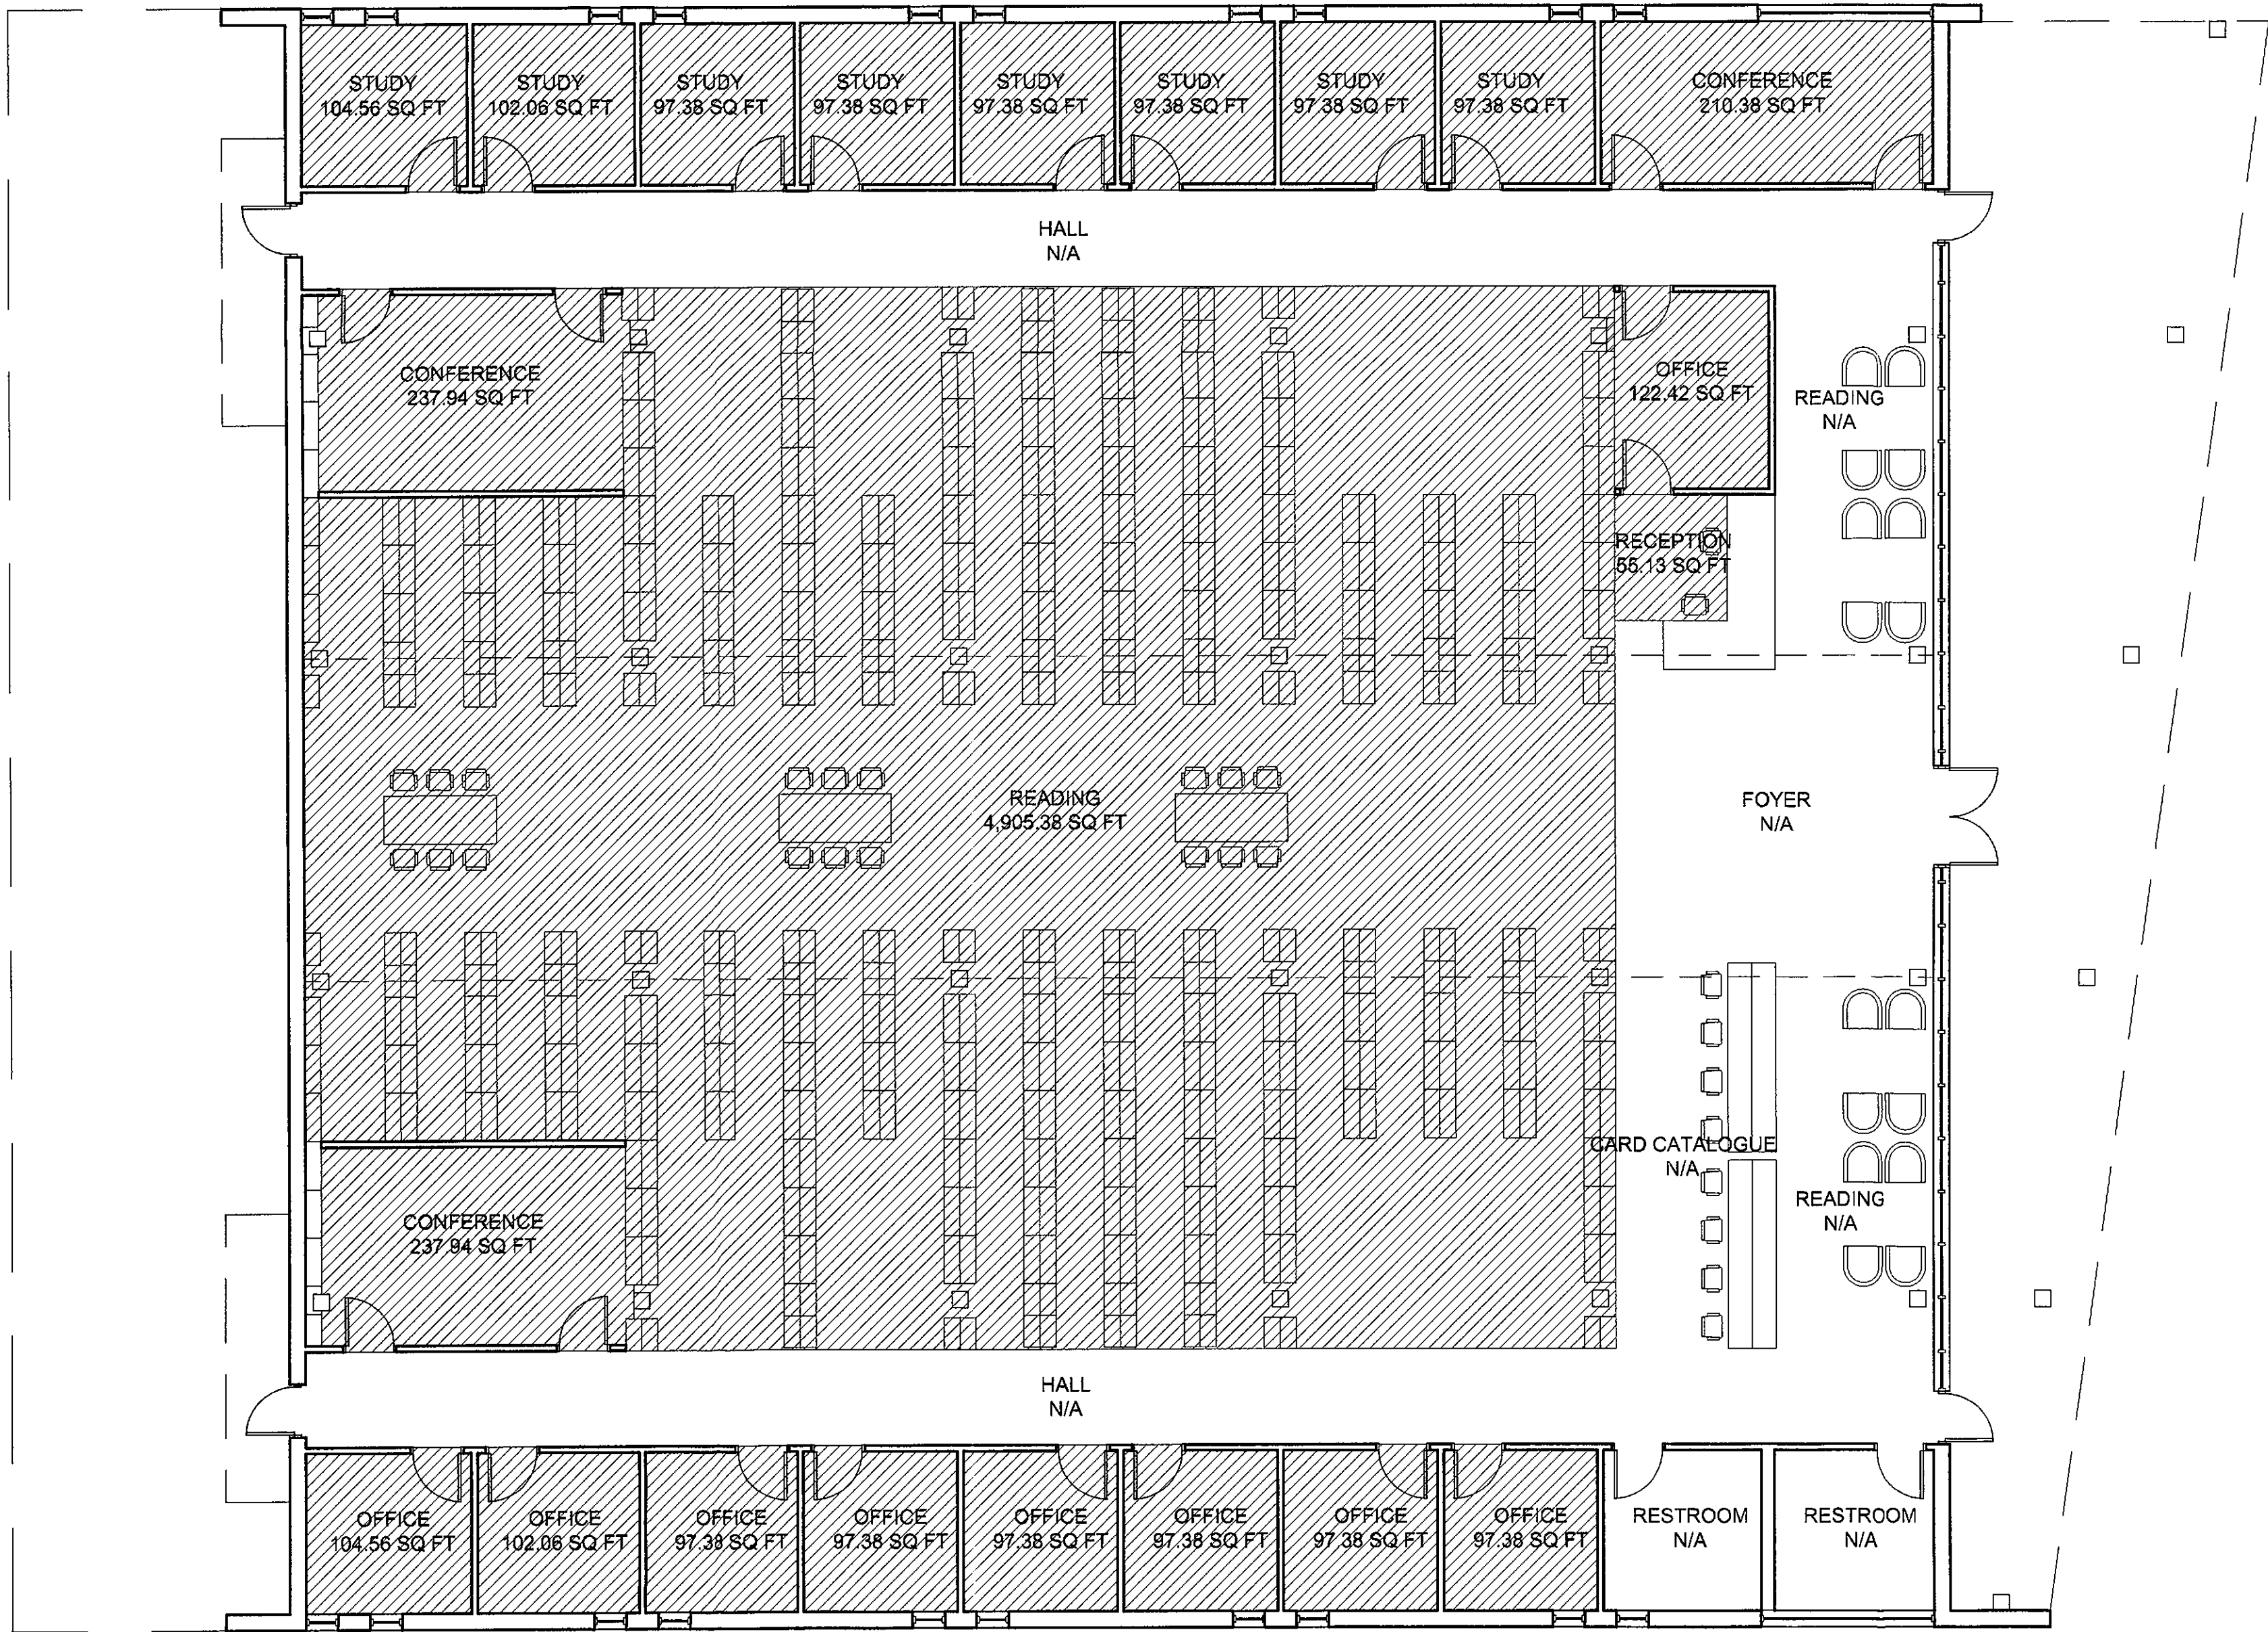 STUDY
104.56 SQ FT
STUDY
102.06 SQ FT
STUDY
97.38 SQ FT
STUDY
97.38 SQ FT
STUDY
97.38 SQ FT
STUDY
97.38 SQ FT
STUDY
97.38 SQ FT
STUDY
97.38 SQ FT
CONFERENCE
210.38 SQ FT
HALL
N/A
CONFERENCE
237.94 SQ FT
OFFICE
122.42 SQ FT
READING
N/A
RECEPTION
55.13 SQ FT
READING
4,905.38 SQ FT
FOYER
N/A
CARD CATALOGUE
N/A
READING
N/A
CONFERENCE
237.94 SQ FT
HALL
N/A
OFFICE
104.56 SQ FT
OFFICE
102.06 SQ FT
OFFICE
97.38 SQ FT
OFFICE
97.38 SQ FT
OFFICE
97.38 SQ FT
OFFICE
97.38 SQ FT
OFFICE
97.38 SQ FT
OFFICE
97.38 SQ FT
RESTROOM
N/A
RESTROOM
N/A